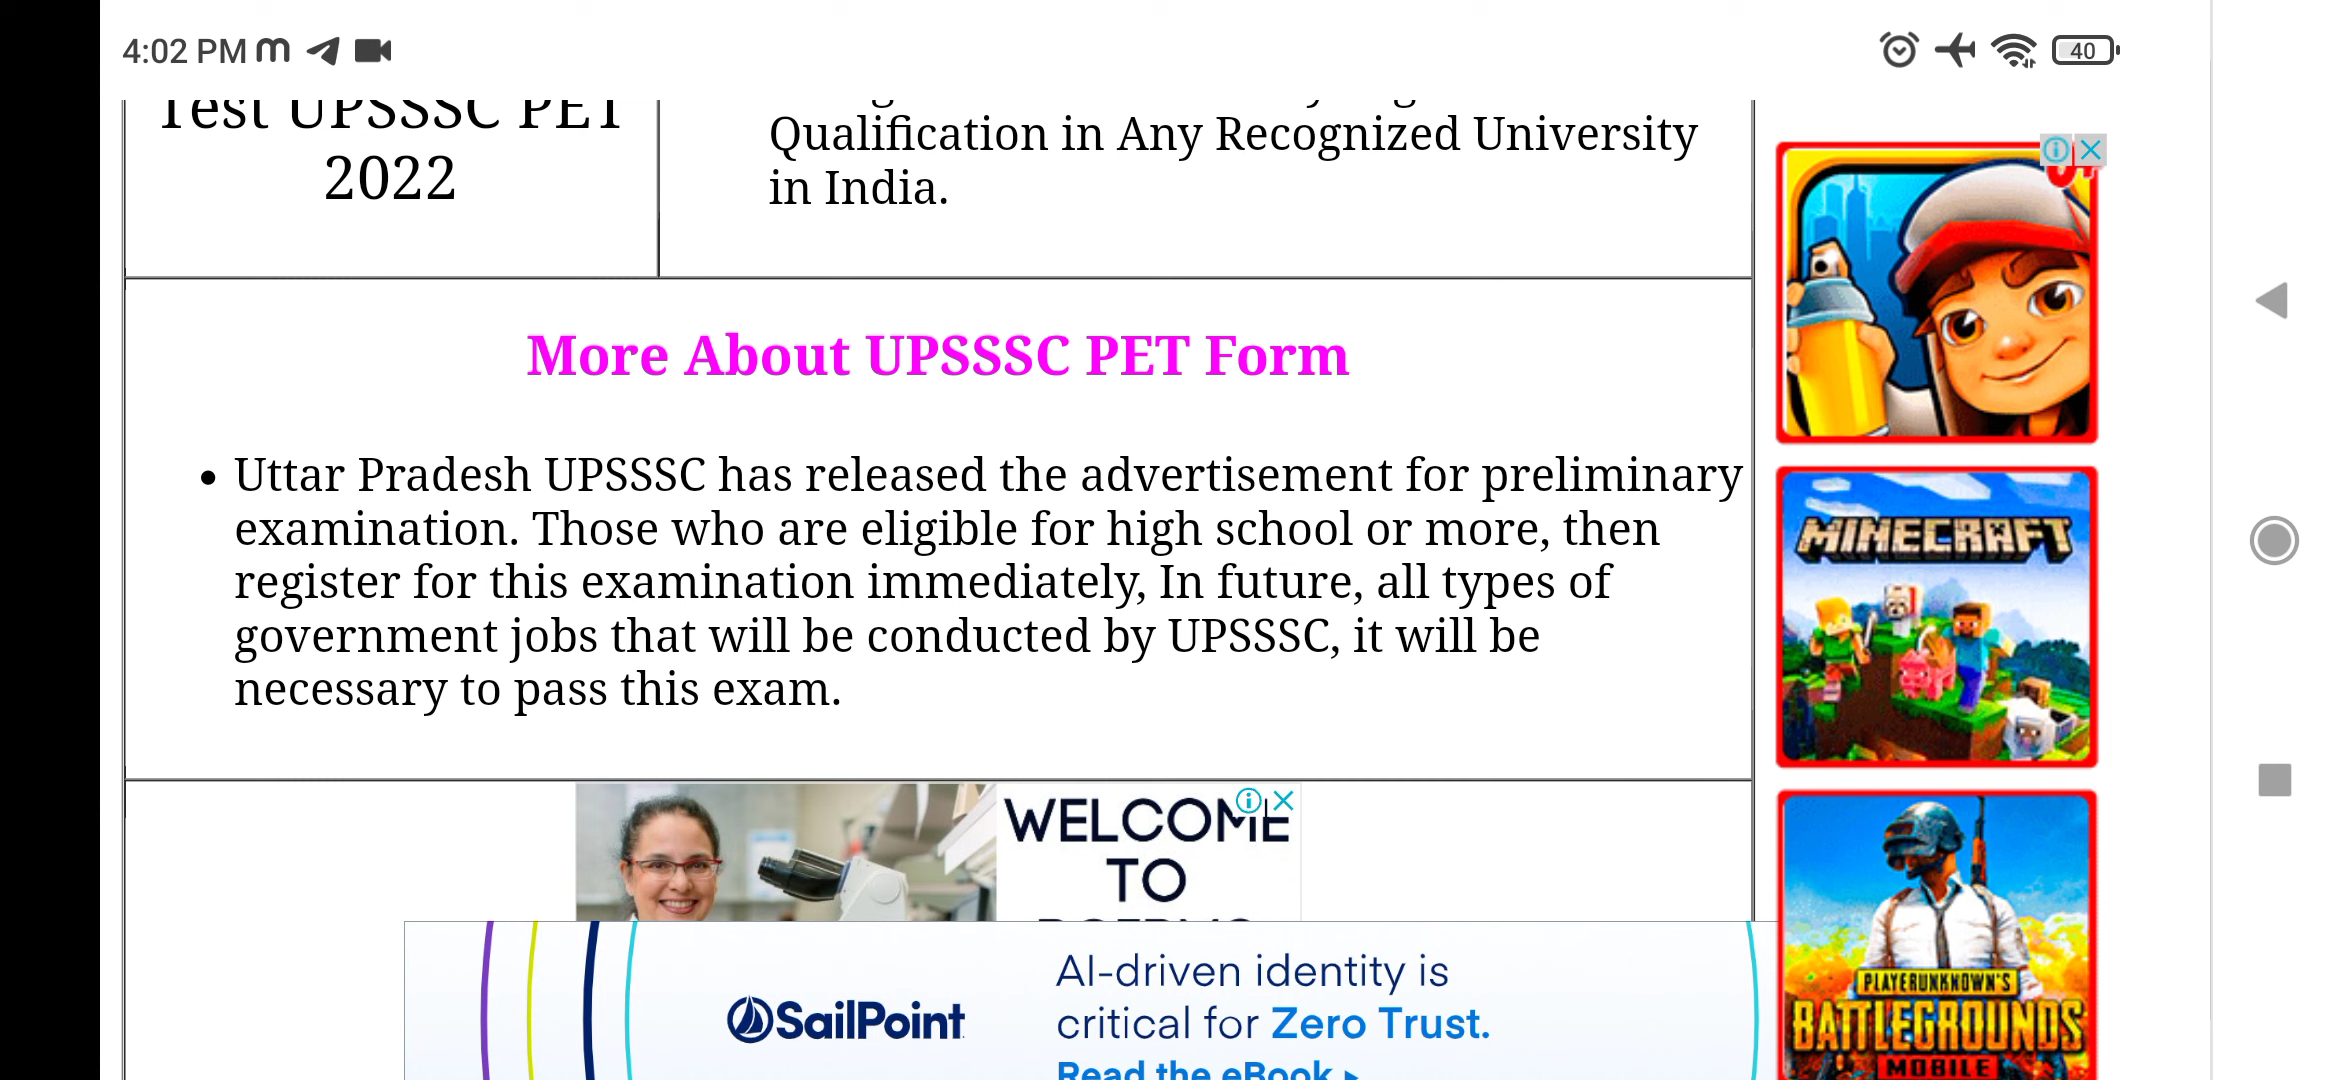 4:02 PM
40
Test UPSSSC PET
2022
Qualification in Any Recognized University
in India.
More About UPSSSC PET Form
• Uttar Pradesh UPSSSC has released the advertisement for preliminary
examination. Those who are eligible for high school or more, then
register for this examination immediately, In future, all types of
government jobs that will be conducted by UPSSSC, it will be
necessary to pass this exam.
WELCOME
TO
SailPoint
AI-driven identity is
critical for Zero Trust.
Read the eBook
MINECRAFT
PLAYERUNKNOWN'S
BATTLEGROUNDS
MOBILE